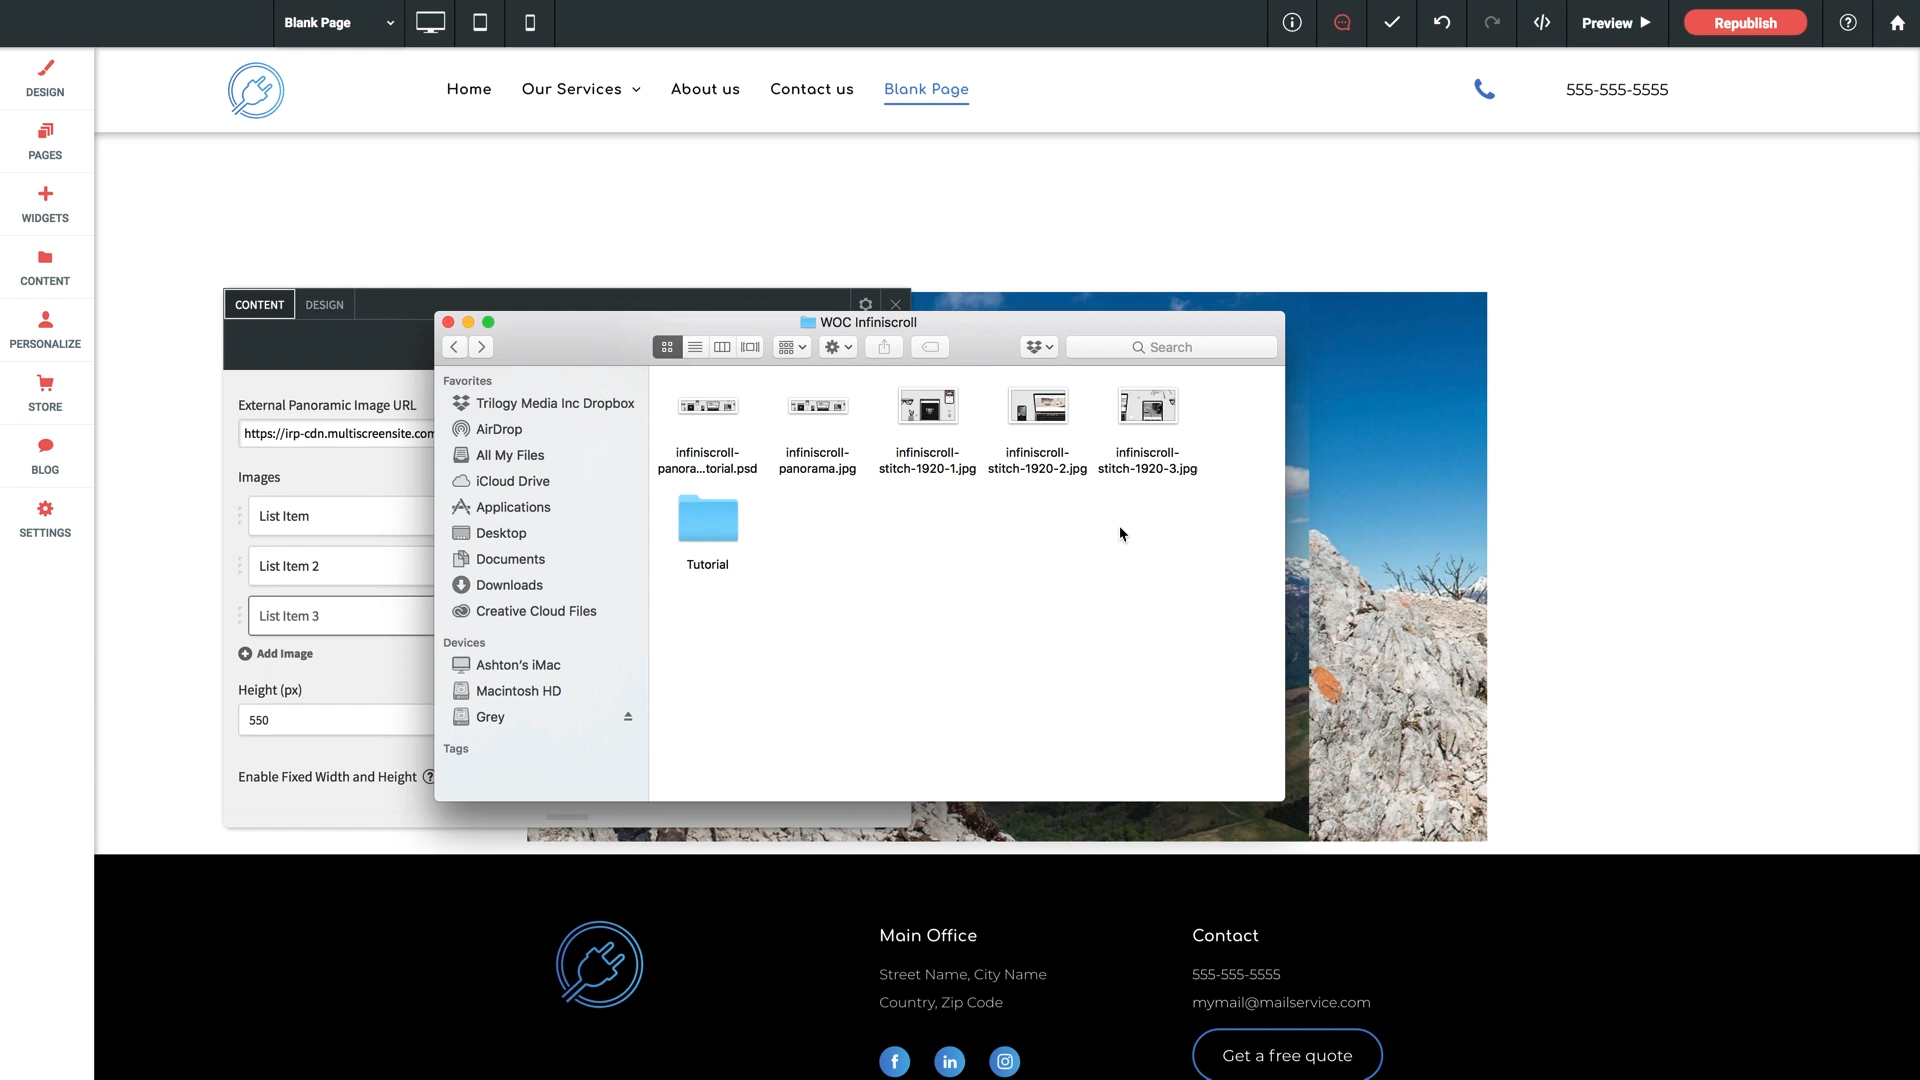 Blank Page
Preview
Republish
DESIGN
PAGES
WIDGETS
CONTENT
PERSONALIZE
STORE
BLOG
SETTINGS
Home
Our Services
About us
Contact us
Blank Page
555-555-5555
CONTENT
DESIGN
External Panoramic Image URL
https://irp-cdn.multiscreensite.com
Images
List Item
List Item 2
List Item 3
Add Image
Height (px)
550
Enable Fixed Width and Height
WOC Infiniscroll
Search
Favorites
Trilogy Media Inc Dropbox
AirDrop
All My Files
iCloud Drive
Applications
Desktop
Documents
Downloads
Creative Cloud Files
Devices
Ashton's iMac
Macintosh HD
Grey
Tags
infiniscroll-
panora...torial.psd
infiniscroll-
panorama.jpg
infiniscroll-
stitch-1920-1.jpg
infiniscroll-
stitch-1920-2.jpg
infiniscroll-
stitch-1920-3.jpg
Tutorial
Main Office
Street Name, City Name
Country, Zip Code
Contact
555-555-5555
mymail@mailservice.com
Get a free quote